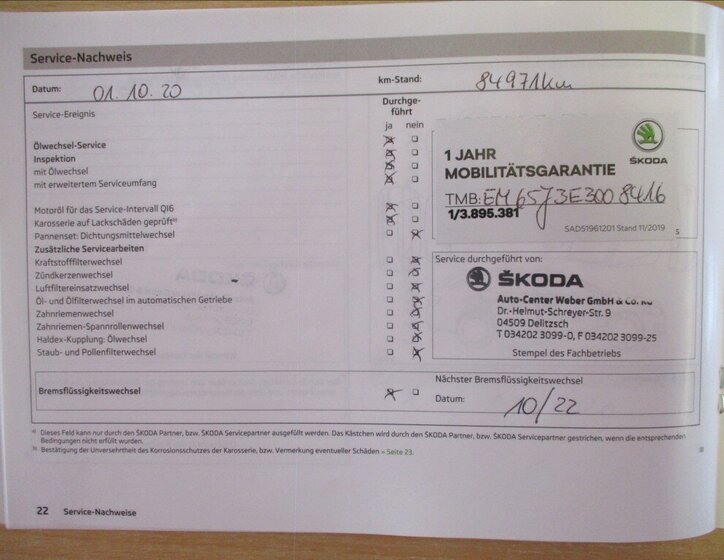 Service-Nachweis
Datum: 01.10.20
km-Stand: 84971km
Durchge-
führt
Service-Ereignis
ja nein
Ölwechsel-Service
Inspektion
mit Ölwechsel
mit erweitertem Serviceumfang
Motoröl für das Service-Intervall QI6
Karosserie auf Lackschäden geprüft b)
Pannenset: Dichtungsmittelwechsel
Zusätzliche Servicearbeiten
Kraftstofffilterwechsel
Zündkerzenwechsel
Luftfiltereinsatzwechsel
Öl- und Ölfilterwechsel im automatischen Getriebe
Zahnriemenwechsel
Zahnriemen-Spannrollenwechsel
Haldex-Kupplung: Ölwechsel
Staub- und Pollenfilterwechsel
ŠKODA
1 JAHR
MOBILITÄTSGARANTIE
TMB: EM6573E3008416
1/3.895.381
SAD51961201 Stand 11/2019
Service durchgeführt von:
ŠKODA
Auto-Center Weber GmbH & Co. KG
Dr.-Helmut-Schreyer-Str. 9
04509 Delitzsch
T 034202 3099-0, F 034202 3099-25
Stempel des Fachbetriebs
Bremsflüssigkeitswechsel
Nächster Bremsflüssigkeitswechsel
Datum: 10/22
a) Dieses Feld kann nur durch den ŠKODA Partner, bzw. ŠKODA Servicepartner ausgefüllt werden. Das Kästchen wird durch den ŠKODA Partner, bzw. ŠKODA Servicepartner gestrichen, wenn die entsprechenden
Bedingungen nicht erfüllt wurden.
b) Bestätigung der Unversehrtheit des Korrosionsschutzes der Karosserie, bzw. Vermerkung eventueller Schäden » Seite 23.
22 Service-Nachweise